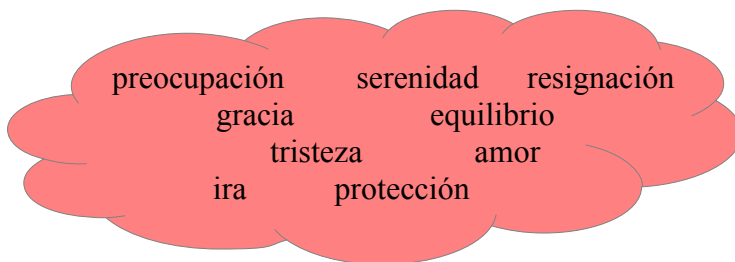 preocupación serenidad resignación
gracia equilibrio
tristeza amor
ira protección